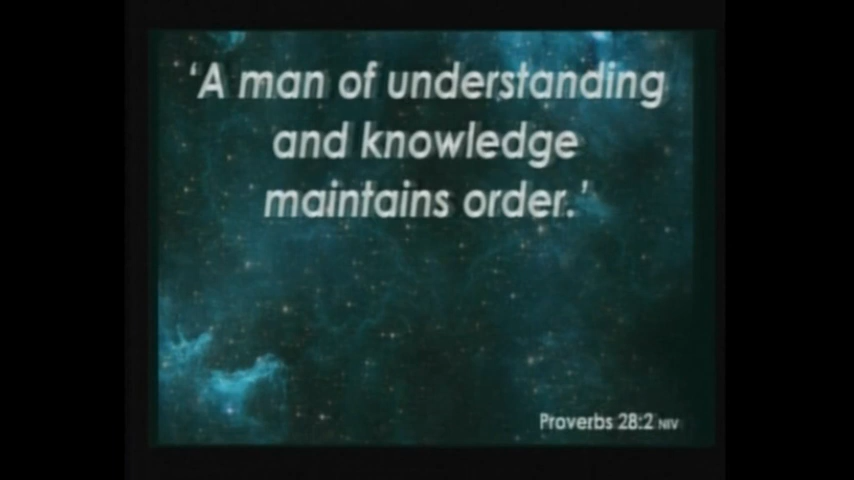 ‘A man of understanding
and knowledge
maintains order.’
Proverbs 28:2 NIV